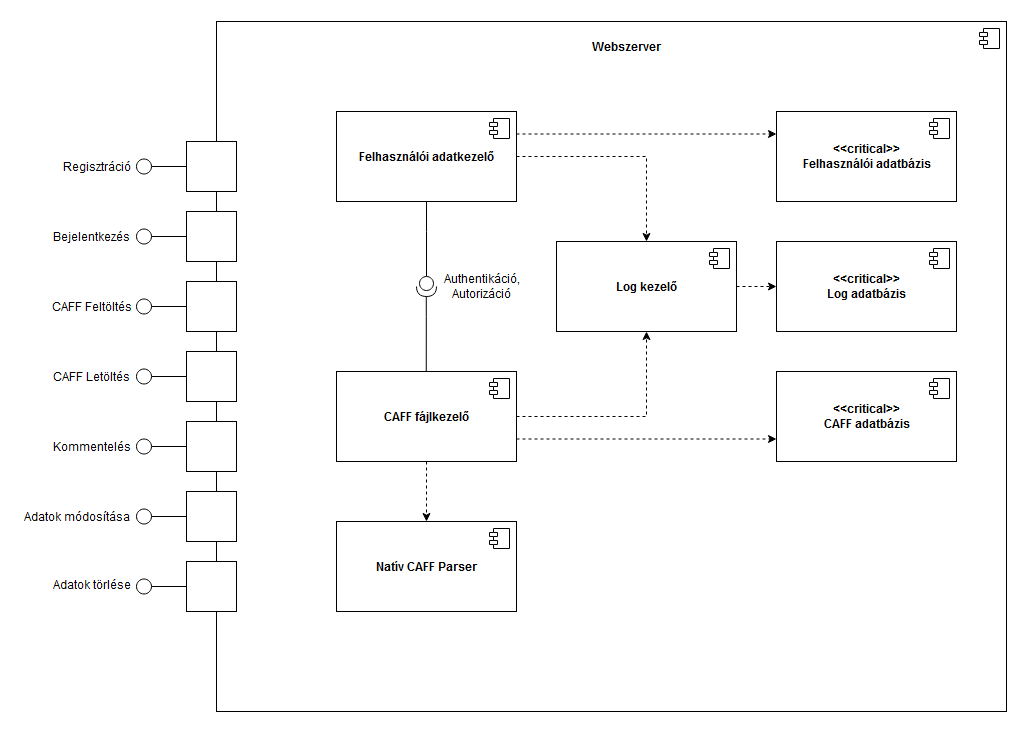 Webszerver
Regisztráció
Bejelentkezés
CAFF Feltöltés
CAFF Letöltés
Kommentelés
Adatok módosítása
Adatok törlése
Felhasználói adatkezelő
<<critical>>
Felhasználói adatbázis
Authentikáció,
Autorizáció
Log kezelő
<<critical>>
Log adatbázis
CAFF fájlkezelő
<<critical>>
CAFF adatbázis
Natív CAFF Parser